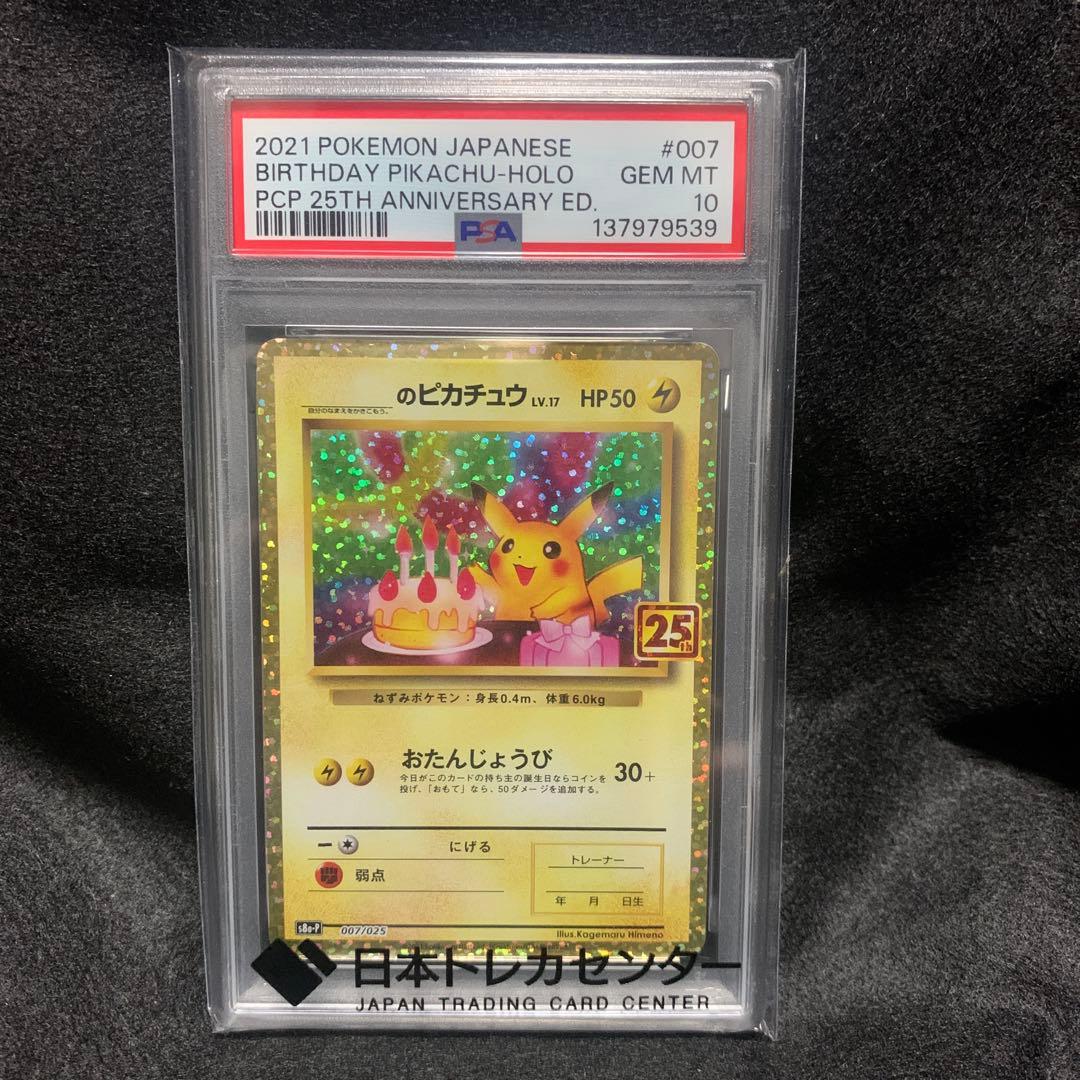 2021 POKEMON JAPANESE #007
BIRTHDAY PIKACHU-HOLO GEM MT
PCP 25TH ANNIVERSARY ED. 10
PSA 137979539
のピカチュウ LV.17 HP50
自分のなまえをかきこもう。
25th
ねずみポケモン:身長0.4m、体重6.0kg
おたんじょうび 30+
今日がこのカードの持ち主の誕生日ならコインを
投げ、「おもて」なら、50ダメージを追加する。
にげる
弱点
トレーナー
年 月 日生
s8a-P 007/025 Illus.Kagemaru Himeno
日本トレカセンター
JAPAN TRADING CARD CENTER